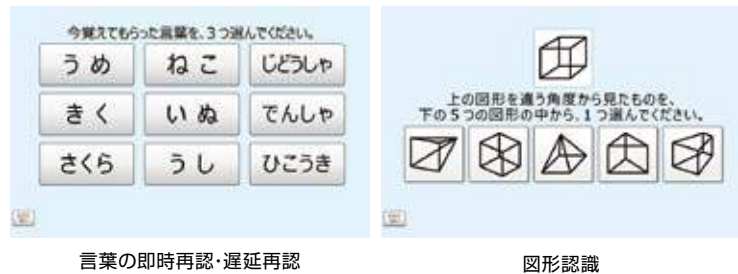 今覚えてもらった言葉を、3つ選んでください。
うめ
ねこ
じどうしゃ
きく
いぬ
でんしゃ
さくら
うし
ひこうき
言葉の即時再認・遅延再認
上の図形を違う角度から見たものを、
下の5つの図形の中から、1つ選んでください。
図形認識